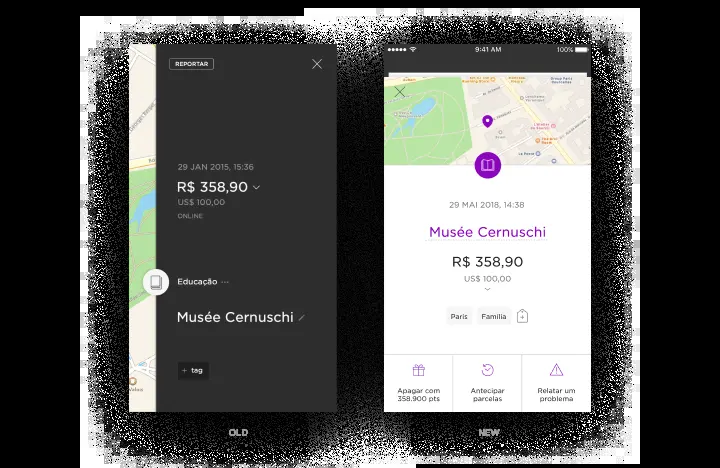 REPORTAR
29 JAN 2015, 15:36
R$ 358,90
US$ 100,00
ONLINE
Educação ...
Musée Cernuschi
+ tag
OLD
9:41 AM
100%
29 MAI 2018, 14:38
Musée Cernuschi
R$ 358,90
US$ 100,00
Paris
Família
Apagar com
358.900 pts
Antecipar
parcelas
Relatar um
problema
NEW